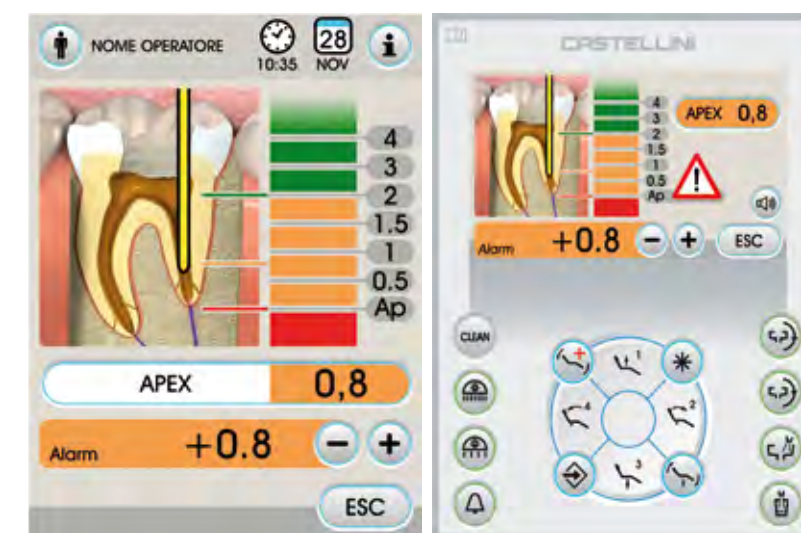 NOME OPERATORE
10:35
28
NOV
i
4
3
2
1.5
1
0.5
Ap
APEX 0,8
Alarm +0.8 - +
ESC
CASTELLINI
4
3
2
1.5
1
0.5
Ap
APEX 0,8
!
Alarm +0.8 - +
ESC
CLEAN
1
2
3
4